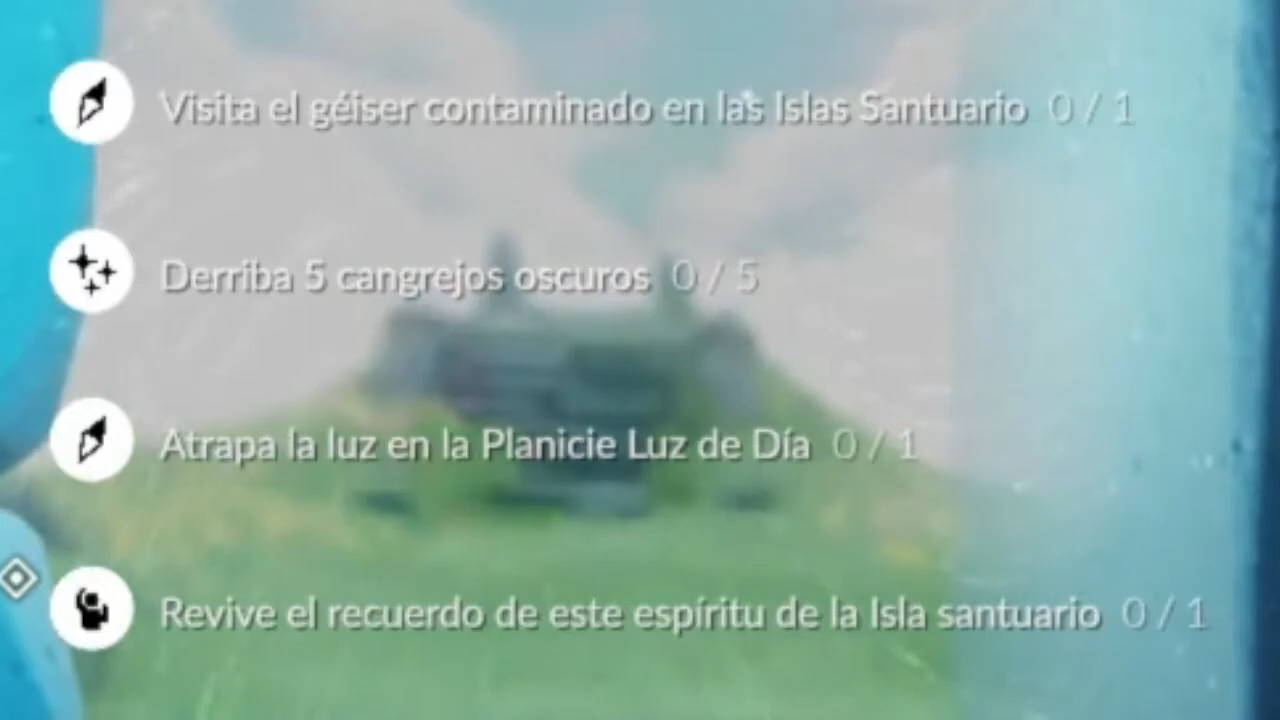 Visita el géiser contaminado en las Islas Santuario 0 / 1
Derriba 5 cangrejos oscuros 0 / 5
Atrapa la luz en la Planicie Luz de Día 0 / 1
Revive el recuerdo de este espíritu de la Isla santuario 0 / 1